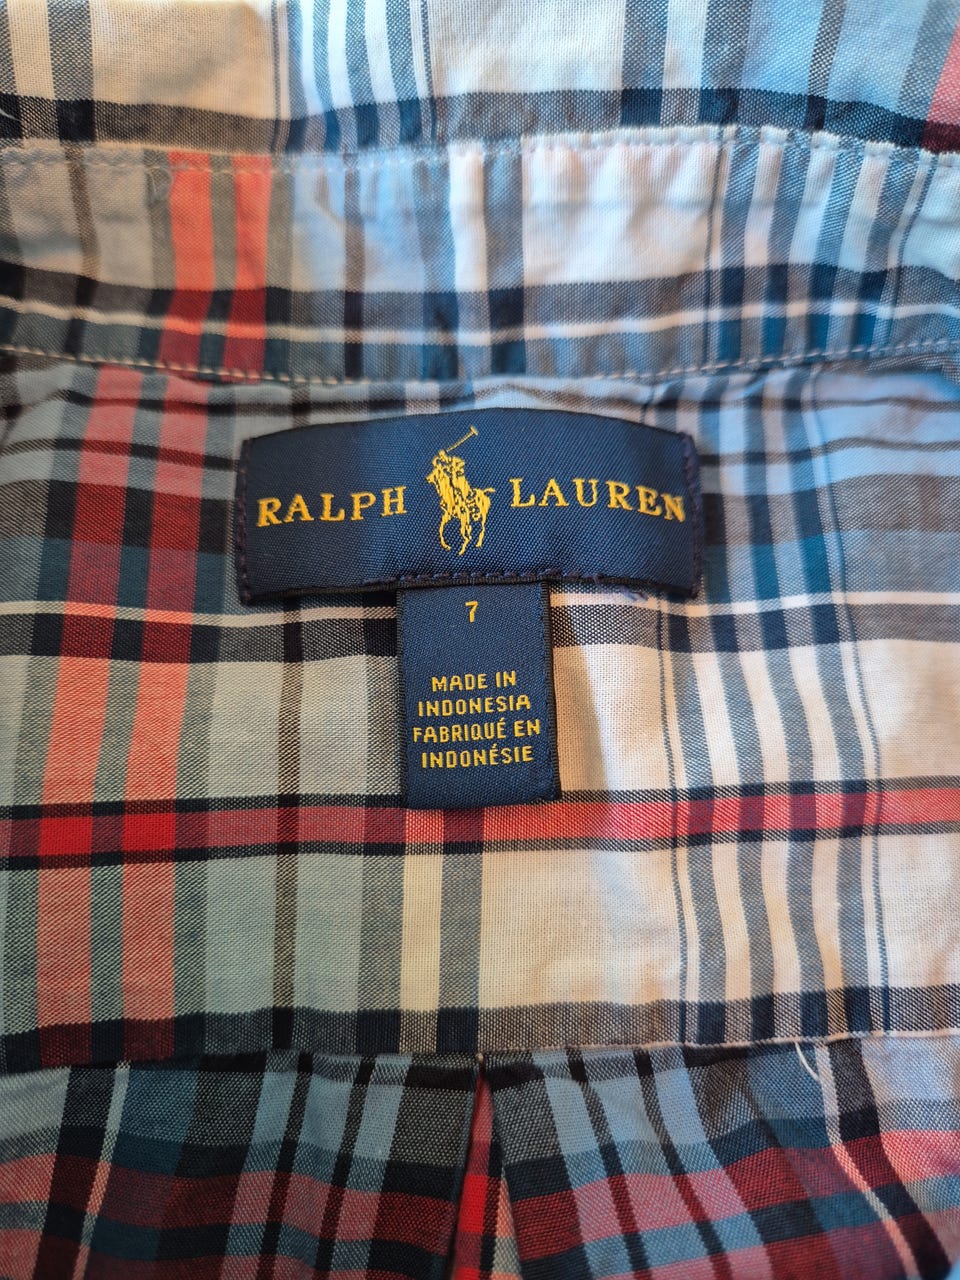 RALPH LAUREN
7
MADE IN
INDONESIA
FABRIQUÉ EN
INDONÉSIE